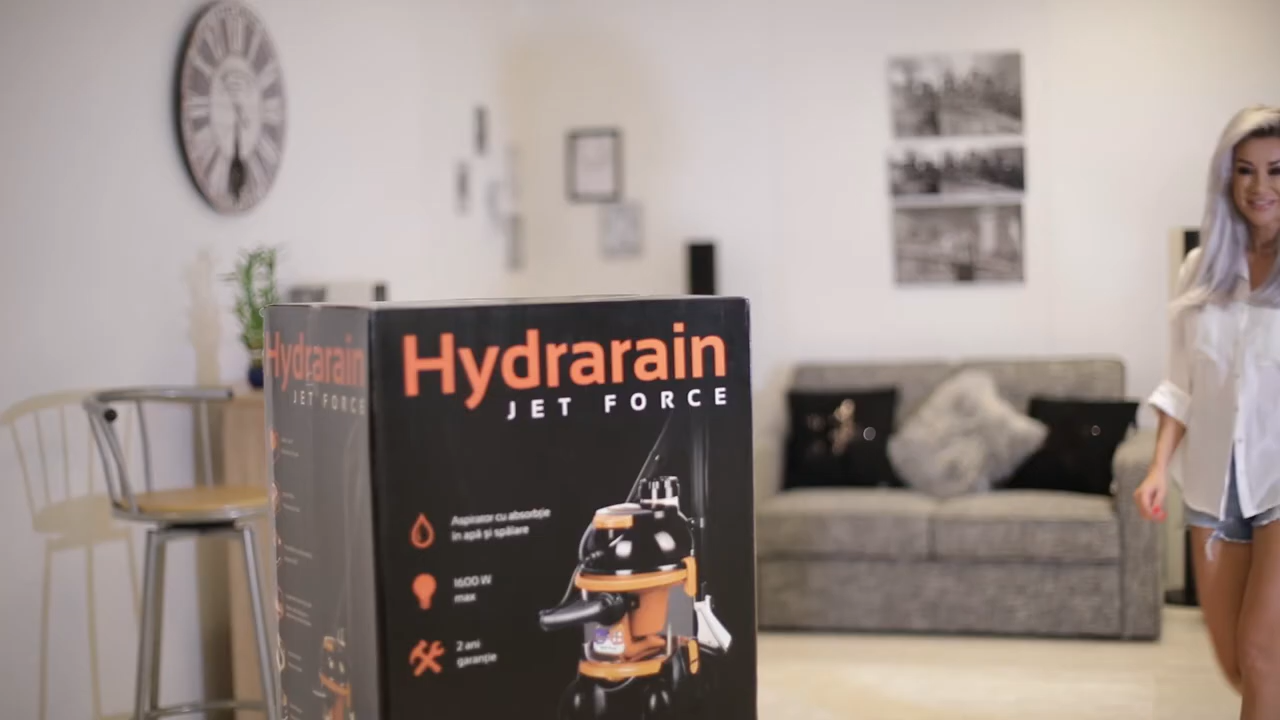 Hydrarain
JET FORCE
Hydrarain
JET FORCE
Aspirator cu absorbție
în apă și spălare
1600 W
max
2 ani
garanție